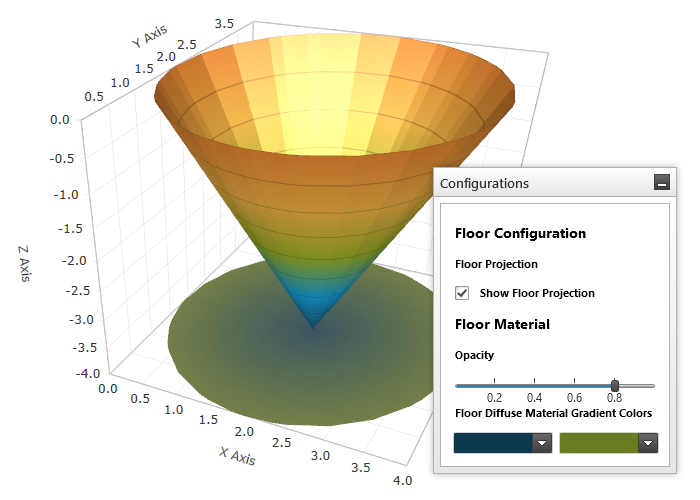 Y Axis
3.5
2.5
2.0
1.5
1.0
0.5
0.0
-0.5
-1.0
-1.5
-2.0
-2.5
-3.0
-3.5
-4.0
Z Axis
0.0
0.5
1.0
1.5
2.0
2.5
3.0
3.5
4.0
X Axis
Configurations
Floor Configuration
Floor Projection
Show Floor Projection
Floor Material
Opacity
0.2 0.4 0.6 0.8
Floor Diffuse Material Gradient Colors